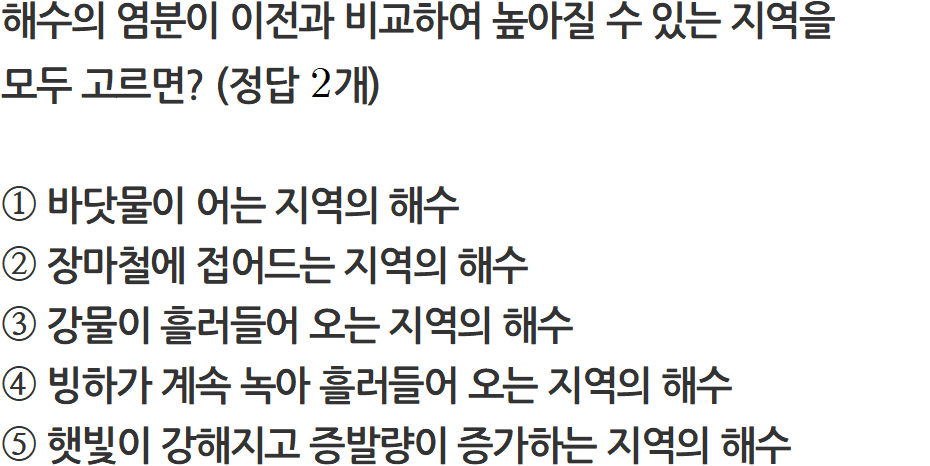 해수의 염분이 이전과 비교하여 높아질 수 있는 지역을
모두 고르면? (정답 2개)
① 바닷물이 어는 지역의 해수
② 장마철에 접어드는 지역의 해수
③ 강물이 흘러들어 오는 지역의 해수
④ 빙하가 계속 녹아 흘러들어 오는 지역의 해수
⑤ 햇빛이 강해지고 증발량이 증가하는 지역의 해수